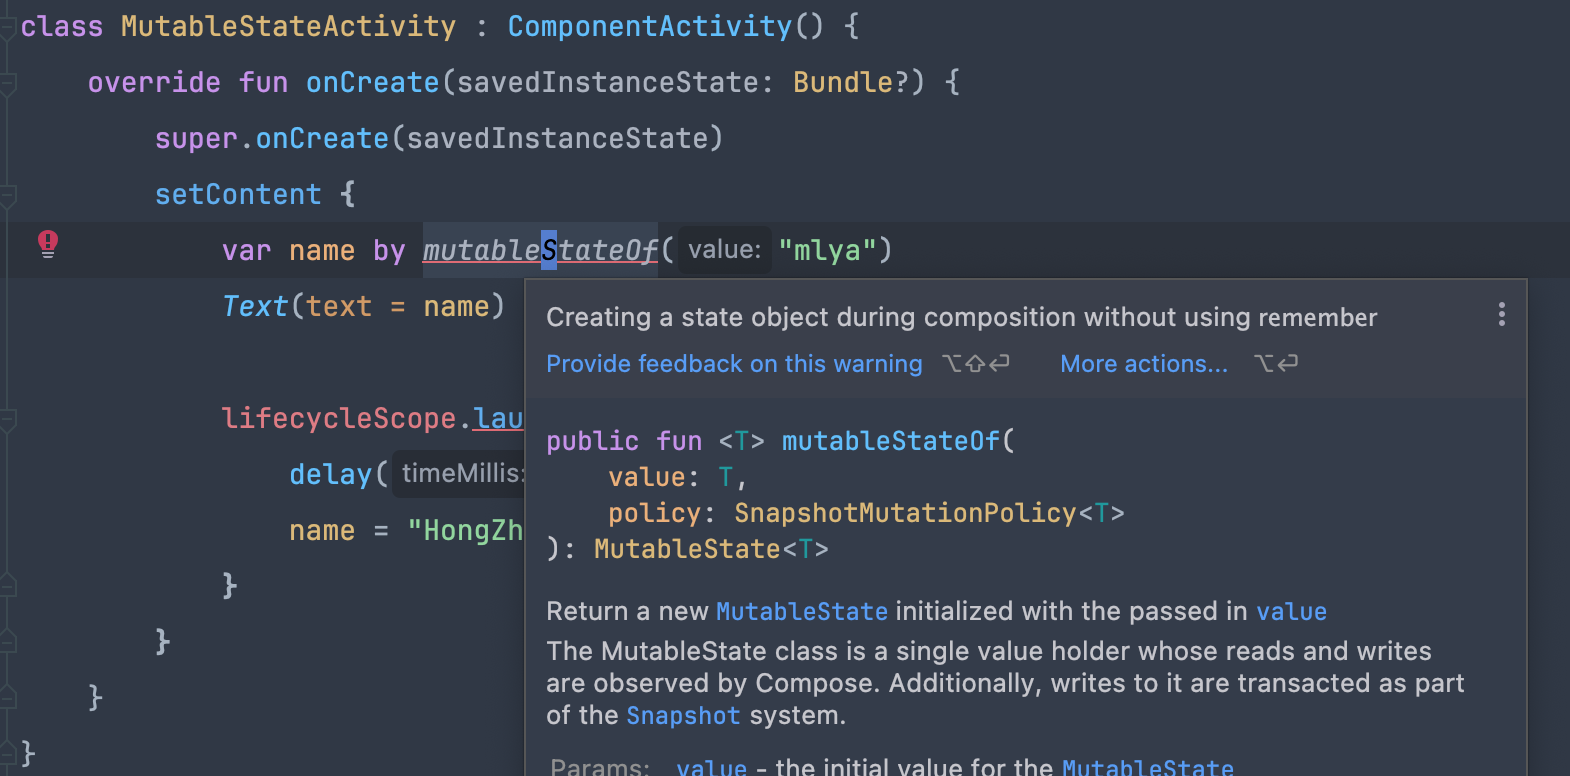 class MutableStateActivity : ComponentActivity() {
override fun onCreate(savedInstanceState: Bundle?) {
super.onCreate(savedInstanceState)
setContent {
var name by mutableStateOf( value: "mlya")
Text(text = name)
Creating a state object during composition without using remember
Provide feedback on this warning ⌥⇧⏎ More actions... ⌥⏎
lifecycleScope.lau
delay( timeMillis:
name = "HongZh
}
}
}
}
public fun <T> mutableStateOf(
value: T,
policy: SnapshotMutationPolicy<T>
): MutableState<T>
Return a new MutableState initialized with the passed in value
The MutableState class is a single value holder whose reads and writes
are observed by Compose. Additionally, writes to it are transacted as part
of the Snapshot system.
Params: value - the initial value for the MutableState